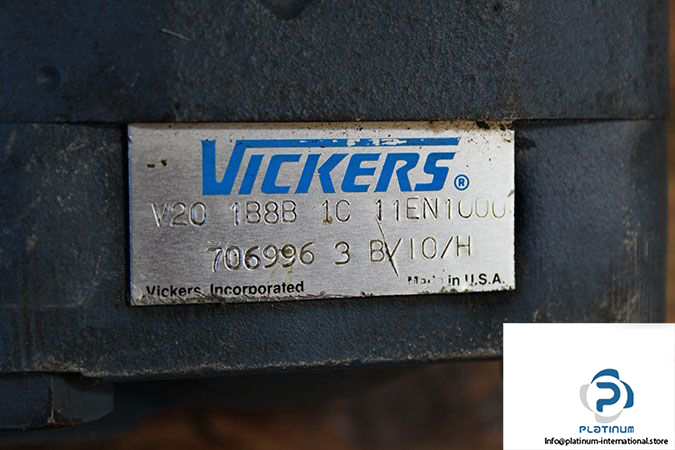 VICKERS®
V20 1B8B 1C 11EN1000
706996 3 B/10/H
Vickers, Incorporated Made in U.S.A.
PLATINUM
Info@platinum-international.store